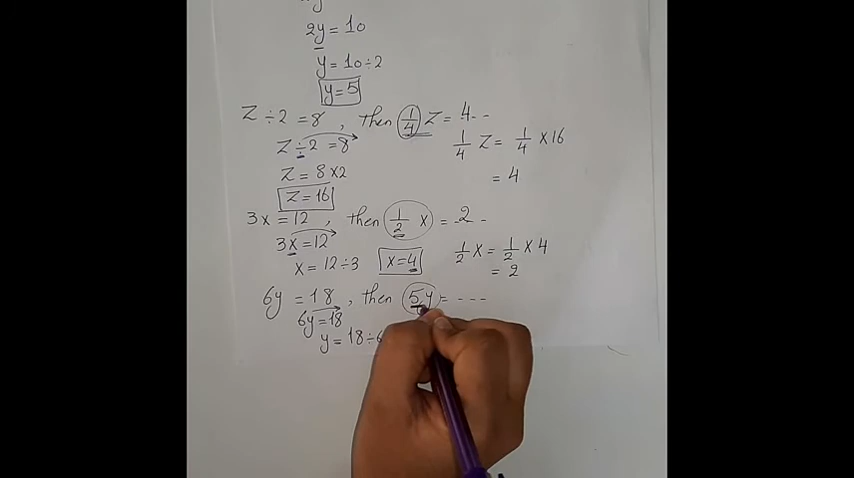 2y = 10
y = 10 ÷ 2
y = 5
Z ÷ 2 = 8, then 1/4 Z = 4 - -
Z ÷ 2 = 8
1/4 Z = 1/4 × 16
Z = 8 × 2
= 4
Z = 16
3x = 12, then 1/2 x = - 2 - -
3x = 12
x = 12 ÷ 3
x = 4
1/2 x = 1/2 × 4
= 2
6y = 18, then 5y = - - -
6y = 18
y = 18 ÷ 6